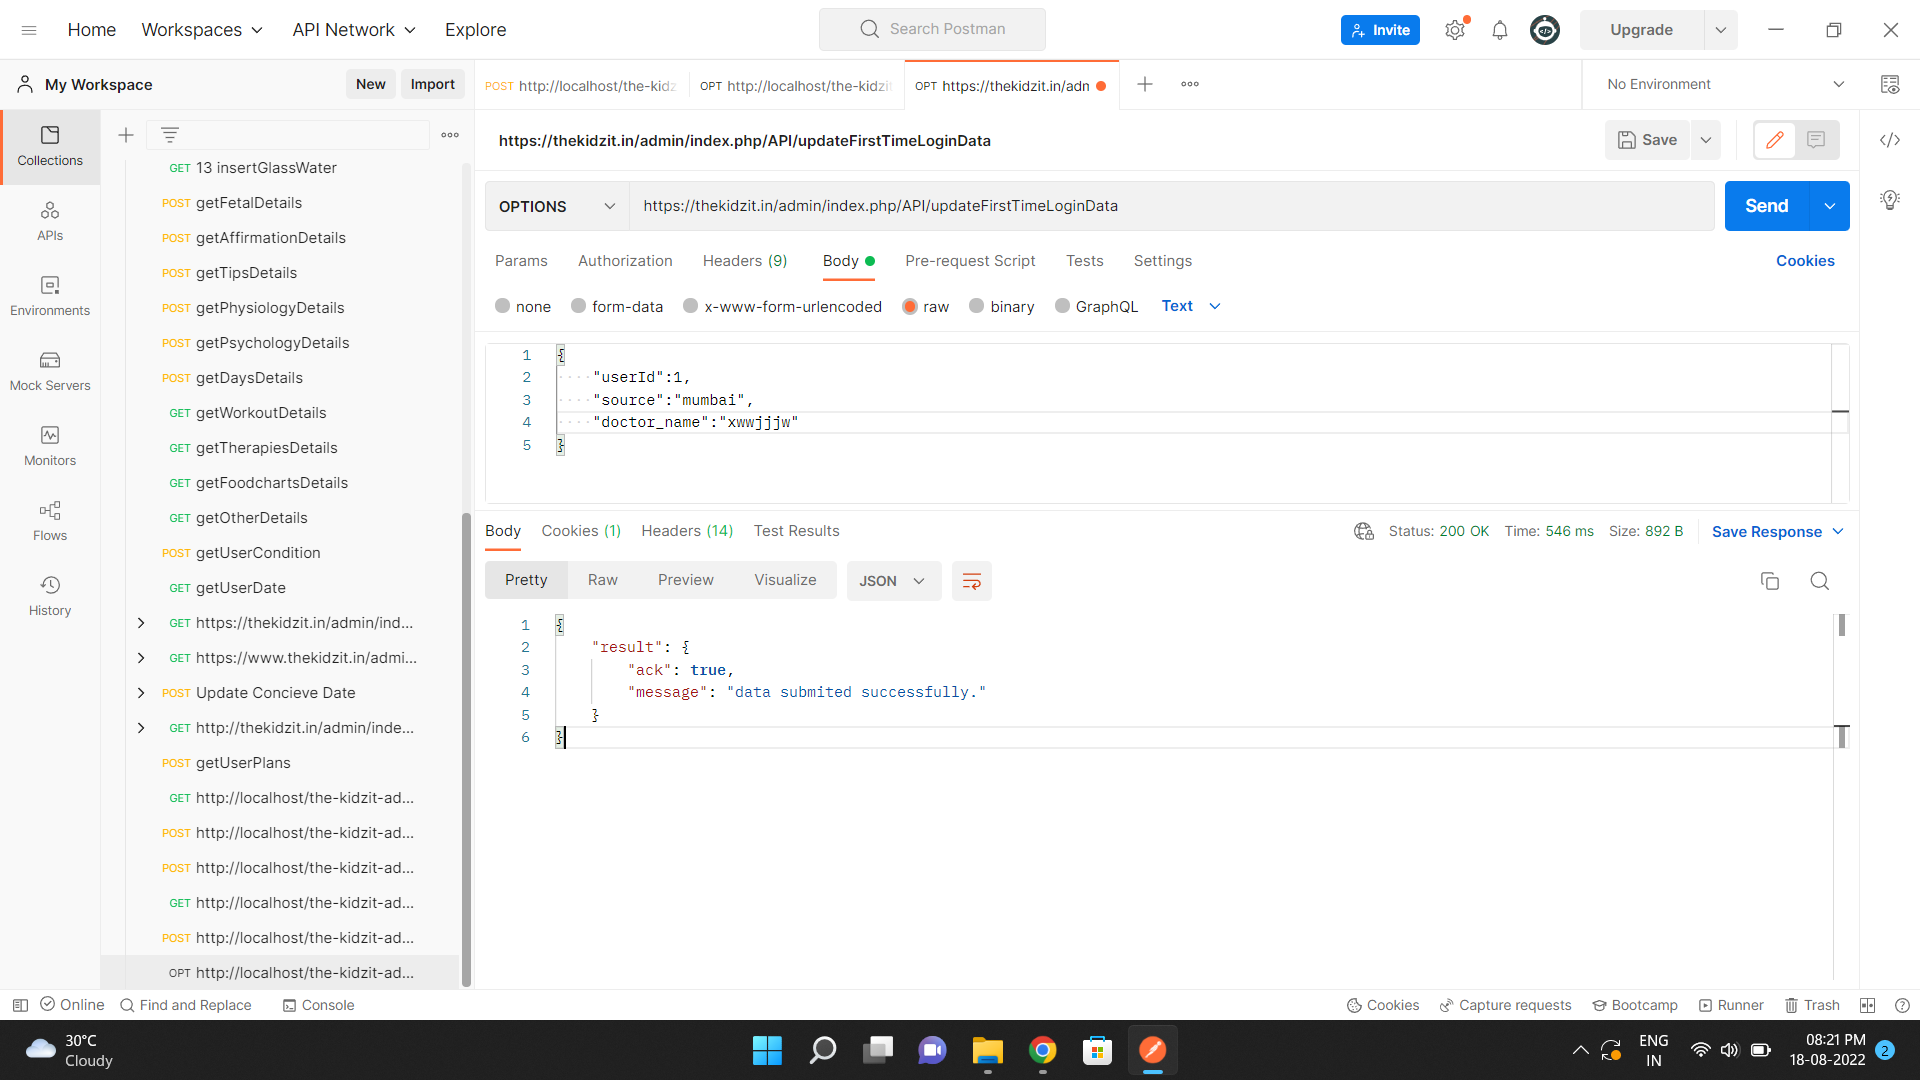 Home Workspaces API Network Explore Search Postman Invite Upgrade
My Workspace New Import POST http://localhost/the-kidz OPT http://localhost/the-kidzit OPT https://thekidzit.in/adn No Environment
https://thekidzit.in/admin/index.php/API/updateFirstTimeLoginData Save
OPTIONS https://thekidzit.in/admin/index.php/API/updateFirstTimeLoginData Send
Params Authorization Headers (9) Body Pre-request Script Tests Settings Cookies
none form-data x-www-form-urlencoded raw binary GraphQL Text
1 {
2 "userId":1,
3 "source":"mumbai",
4 "doctor_name":"xwwjjjw"
5 }
Body Cookies (1) Headers (14) Test Results Status: 200 OK Time: 546 ms Size: 892 B Save Response
Pretty Raw Preview Visualize JSON
1 {
2 "result": {
3 "ack": true,
4 "message": "data submited successfully."
5 }
6 }
Collections
APIs
Environments
Mock Servers
Monitors
Flows
History
GET 13 insertGlassWater
POST getFetalDetails
POST getAffirmationDetails
POST getTipsDetails
POST getPhysiologyDetails
POST getPsychologyDetails
POST getDaysDetails
GET getWorkoutDetails
GET getTherapiesDetails
GET getFoodchartsDetails
GET getOtherDetails
POST getUserCondition
GET getUserDate
GET https://thekidzit.in/admin/ind...
GET https://www.thekidzit.in/admi...
POST Update Concieve Date
GET http://thekidzit.in/admin/inde...
POST getUserPlans
GET http://localhost/the-kidzit-ad...
POST http://localhost/the-kidzit-ad...
POST http://localhost/the-kidzit-ad...
GET http://localhost/the-kidzit-ad...
POST http://localhost/the-kidzit-ad...
OPT http://localhost/the-kidzit-ad...
Online Find and Replace Console Cookies Capture requests Bootcamp Runner Trash
30°C
Cloudy
ENG
IN
08:21 PM
18-08-2022
2